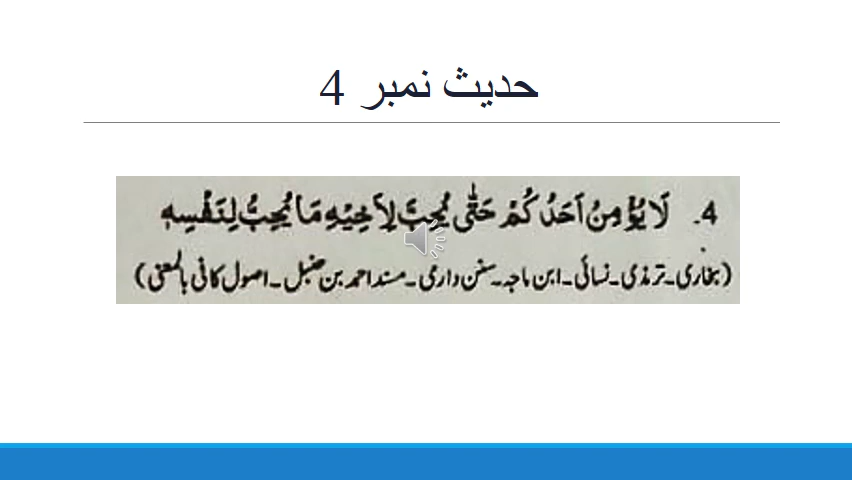 حدیث نمبر 4
4. لَا يُؤْمِنُ اَحَدُكُمْ حَتّٰى يُحِبَّ لِاَخِيْهِ مَا يُحِبُّ لِنَفْسِهٖ
(بخاری۔ ترمذی۔ نسائی۔ ابن ماجہ۔ سنن دارمی۔ مسند احمد بن حنبل۔ اصول کافی بالمعنی)